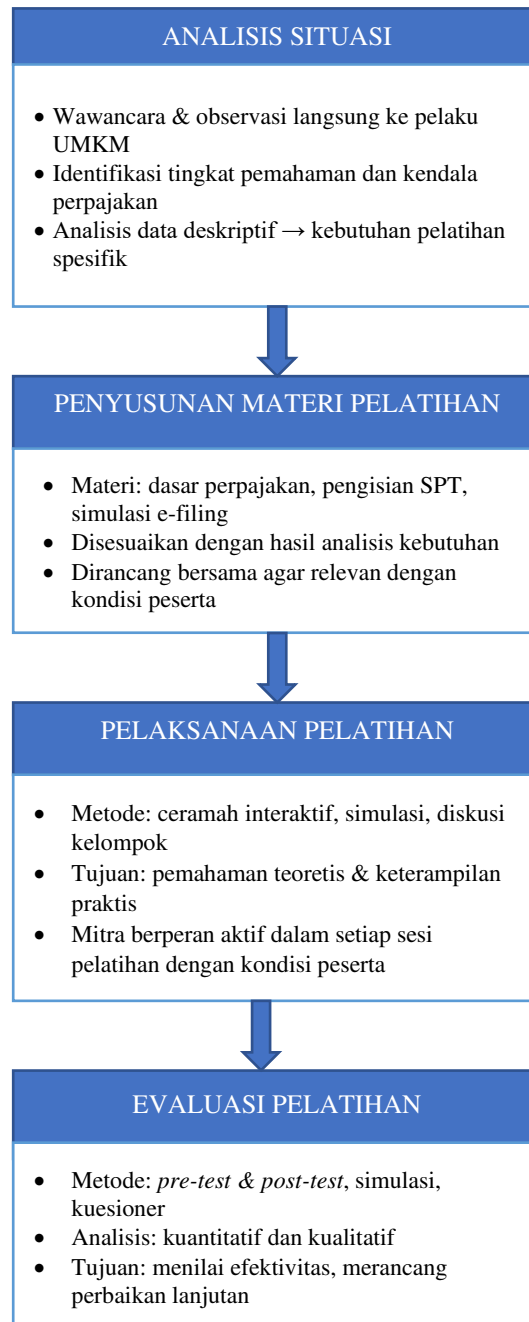 ANALISIS SITUASI
• Wawancara & observasi langsung ke pelaku
UMKM
• Identifikasi tingkat pemahaman dan kendala
perpajakan
• Analisis data deskriptif → kebutuhan pelatihan
spesifik
PENYUSUNAN MATERI PELATIHAN
• Materi: dasar perpajakan, pengisian SPT,
simulasi e-filing
• Disesuaikan dengan hasil analisis kebutuhan
• Dirancang bersama agar relevan dengan
kondisi peserta
PELAKSANAAN PELATIHAN
• Metode: ceramah interaktif, simulasi, diskusi
kelompok
• Tujuan: pemahaman teoretis & keterampilan
praktis
• Mitra berperan aktif dalam setiap sesi
pelatihan dengan kondisi peserta
EVALUASI PELATIHAN
• Metode: pre-test & post-test, simulasi,
kuesioner
• Analisis: kuantitatif dan kualitatif
• Tujuan: menilai efektivitas, merancang
perbaikan lanjutan